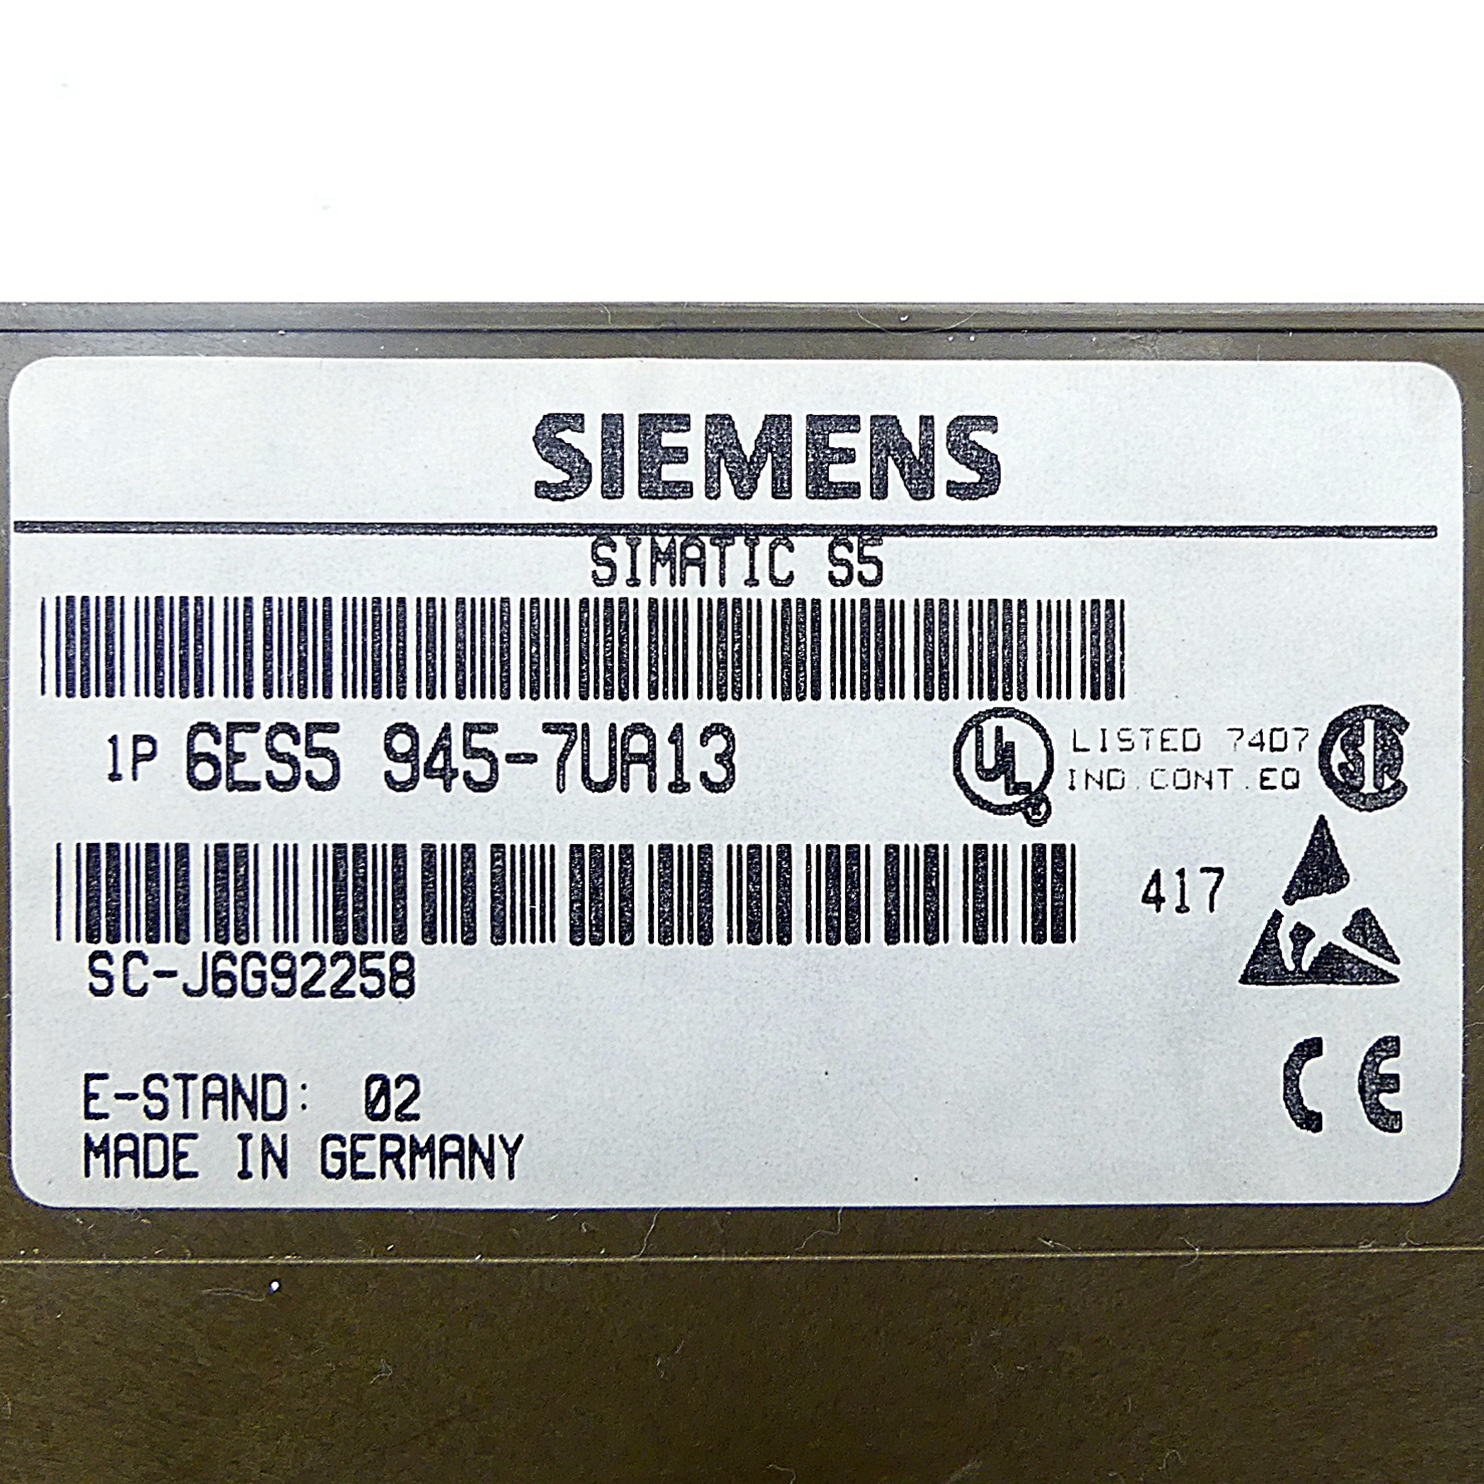 SIEMENS
SIMATIC S5
1P 6ES5 945-7UA13
UL
R
LISTED 7407
IND.CONT.EQ
417
SC-J6G92258
E-STAND: 02
MADE IN GERMANY
CE